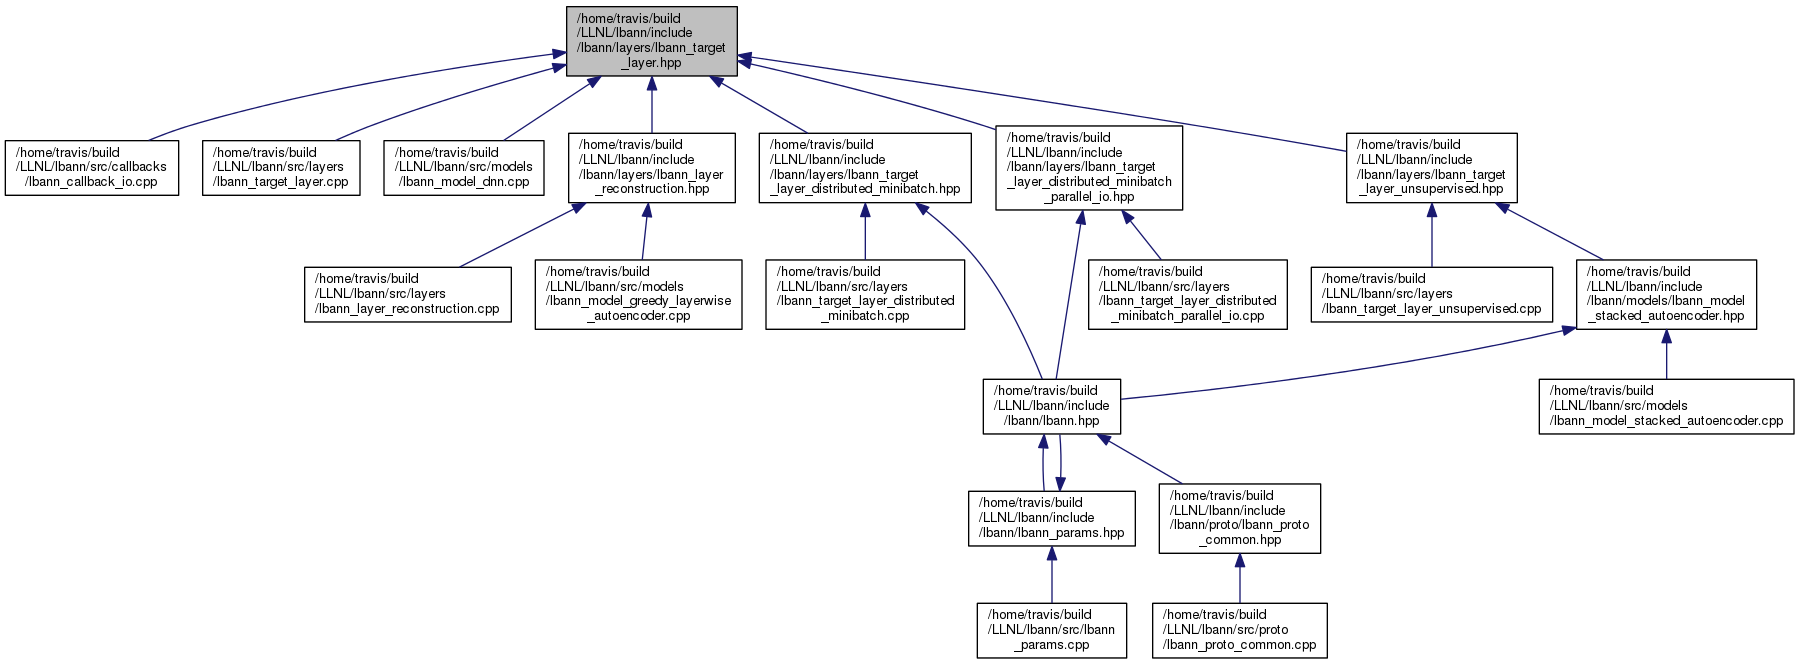 /home/travis/build
/LLNL/lbann/include
/lbann/layers/lbann_target
_layer.hpp
/home/travis/build
/LLNL/lbann/src/callbacks
/lbann_callback_io.cpp
/home/travis/build
/LLNL/lbann/src/layers
/lbann_target_layer.cpp
/home/travis/build
/LLNL/lbann/src/models
/lbann_model_dnn.cpp
/home/travis/build
/LLNL/lbann/include
/lbann/layers/lbann_layer
_reconstruction.hpp
/home/travis/build
/LLNL/lbann/include
/lbann/layers/lbann_target
_layer_distributed_minibatch.hpp
/home/travis/build
/LLNL/lbann/include
/lbann/layers/lbann_target
_layer_distributed_minibatch
_parallel_io.hpp
/home/travis/build
/LLNL/lbann/include
/lbann/layers/lbann_target
_layer_unsupervised.hpp
/home/travis/build
/LLNL/lbann/src/layers
/lbann_layer_reconstruction.cpp
/home/travis/build
/LLNL/lbann/src/models
/lbann_model_greedy_layerwise
_autoencoder.cpp
/home/travis/build
/LLNL/lbann/src/layers
/lbann_target_layer_distributed
_minibatch.cpp
/home/travis/build
/LLNL/lbann/src/layers
/lbann_target_layer_distributed
_minibatch_parallel_io.cpp
/home/travis/build
/LLNL/lbann/src/layers
/lbann_target_layer_unsupervised.cpp
/home/travis/build
/LLNL/lbann/include
/lbann/models/lbann_model
_stacked_autoencoder.hpp
/home/travis/build
/LLNL/lbann/include
/lbann/lbann.hpp
/home/travis/build
/LLNL/lbann/src/models
/lbann_model_stacked_autoencoder.cpp
/home/travis/build
/LLNL/lbann/include
/lbann/lbann_params.hpp
/home/travis/build
/LLNL/lbann/include
/lbann/proto/lbann_proto
_common.hpp
/home/travis/build
/LLNL/lbann/src/lbann
_params.cpp
/home/travis/build
/LLNL/lbann/src/proto
/lbann_proto_common.cpp